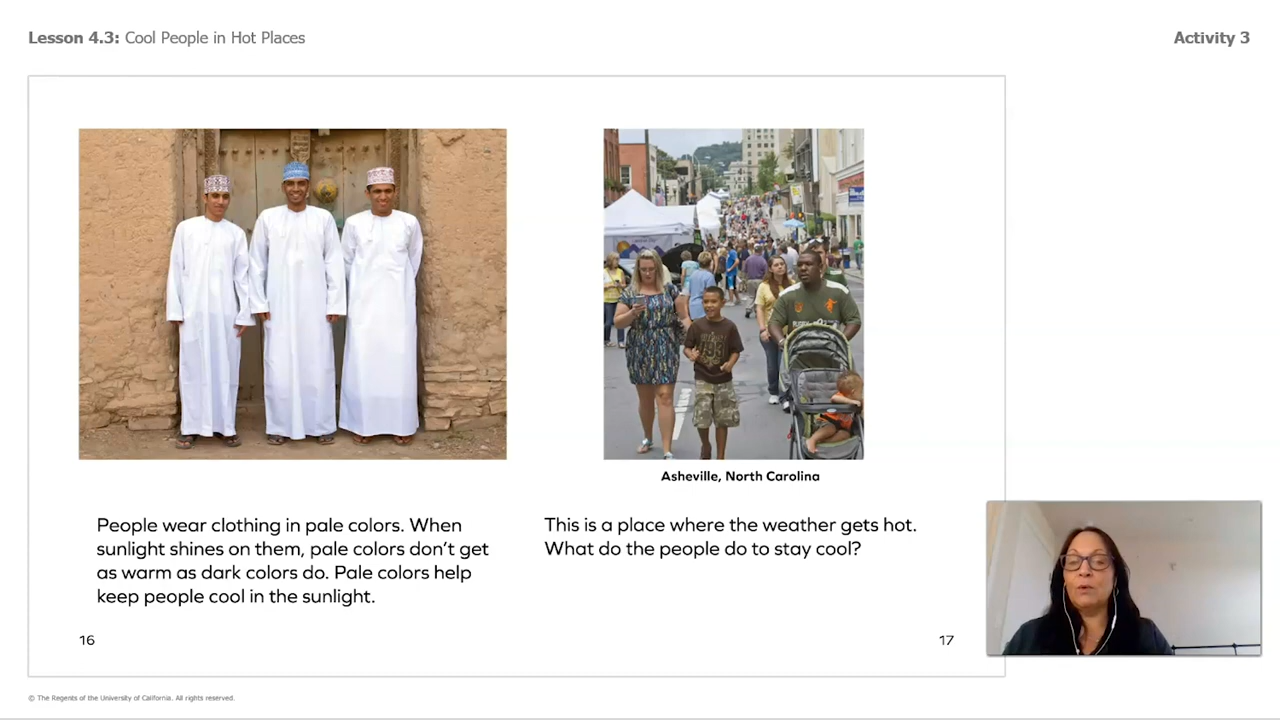 Lesson 4.3: Cool People in Hot Places
Activity 3
Asheville, North Carolina
People wear clothing in pale colors. When
sunlight shines on them, pale colors don't get
as warm as dark colors do. Pale colors help
keep people cool in the sunlight.
This is a place where the weather gets hot.
What do the people do to stay cool?
16
17
© The Regents of the University of California. All rights reserved.